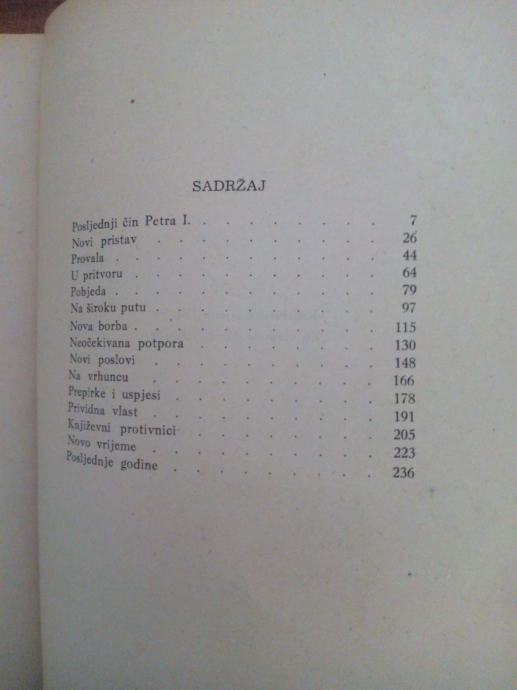 SADRŽAJ
Posljednji čin Petra I. . . . . . . . 7
Novi pristav . . . . . . . . . . 26
Provala . . . . . . . . . . . 44
U pritvoru . . . . . . . . . . 64
Pobjeda . . . . . . . . . . . 79
Na široku putu . . . . . . . . . 97
Nova borba . . . . . . . . . . 115
Neočekivana potpora . . . . . . . . 130
Novi poslovi . . . . . . . . . . 148
Na vrhuncu . . . . . . . . . . 166
Prepirke i uspjesi . . . . . . . . . 178
Prividna vlast . . . . . . . . . 191
Književni protivnici . . . . . . . . 205
Novo vrijeme . . . . . . . . . . 223
Posljednje godine . . . . . . . . . 236